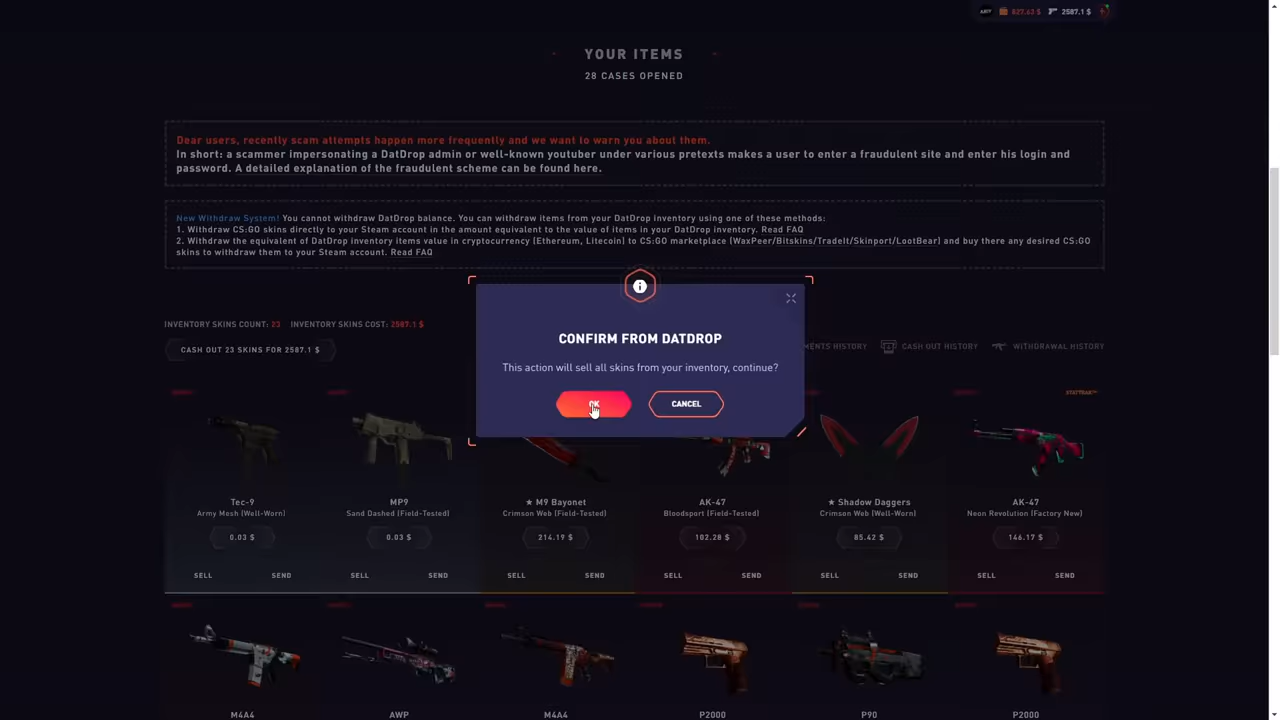 827.63 $ 2587.1 $
YOUR ITEMS
28 CASES OPENED
Dear users, recently scam attempts happen more frequently and we want to warn you about them.
In short: a scammer impersonating a DatDrop admin or well-known youtuber under various pretexts makes a user to enter a fraudulent site and enter his login and
password. A detailed explanation of the fraudulent scheme can be found here.
New Withdraw System! You cannot withdraw DatDrop balance. You can withdraw items from your DatDrop inventory using one of these methods:
1. Withdraw CS:GO skins directly to your Steam account in the amount equivalent to the value of items in your DatDrop inventory. Read FAQ
2. Withdraw the equivalent of DatDrop inventory items value in cryptocurrency (Ethereum, Litecoin) to CS:GO marketplace (WaxPeer/Bitskins/TradeIt/Skinport/LootBear) and buy there any desired CS:GO
skins to withdraw them to your Steam account. Read FAQ
INVENTORY SKINS COUNT: 23 INVENTORY SKINS COST: 2587.1 $
CASH OUT 23 SKINS FOR 2587.1 $
MENTS HISTORY CASH OUT HISTORY WITHDRAWAL HISTORY
CONFIRM FROM DATDROP
This action will sell all skins from your inventory, continue?
OK CANCEL
STATTRAK™
Tec-9 MP9 ★ M9 Bayonet AK-47 ★ Shadow Daggers AK-47
Army Mesh (Well-Worn) Sand Dashed (Field-Tested) Crimson Web (Field-Tested) Bloodsport (Field-Tested) Crimson Web (Well-Worn) Neon Revolution (Factory New)
0.03 $ 0.03 $ 214.19 $ 102.28 $ 85.42 $ 146.17 $
SELL SEND SELL SEND SELL SEND SELL SEND SELL SEND SELL SEND
M4A4 AWP M4A4 P2000 P90 P2000